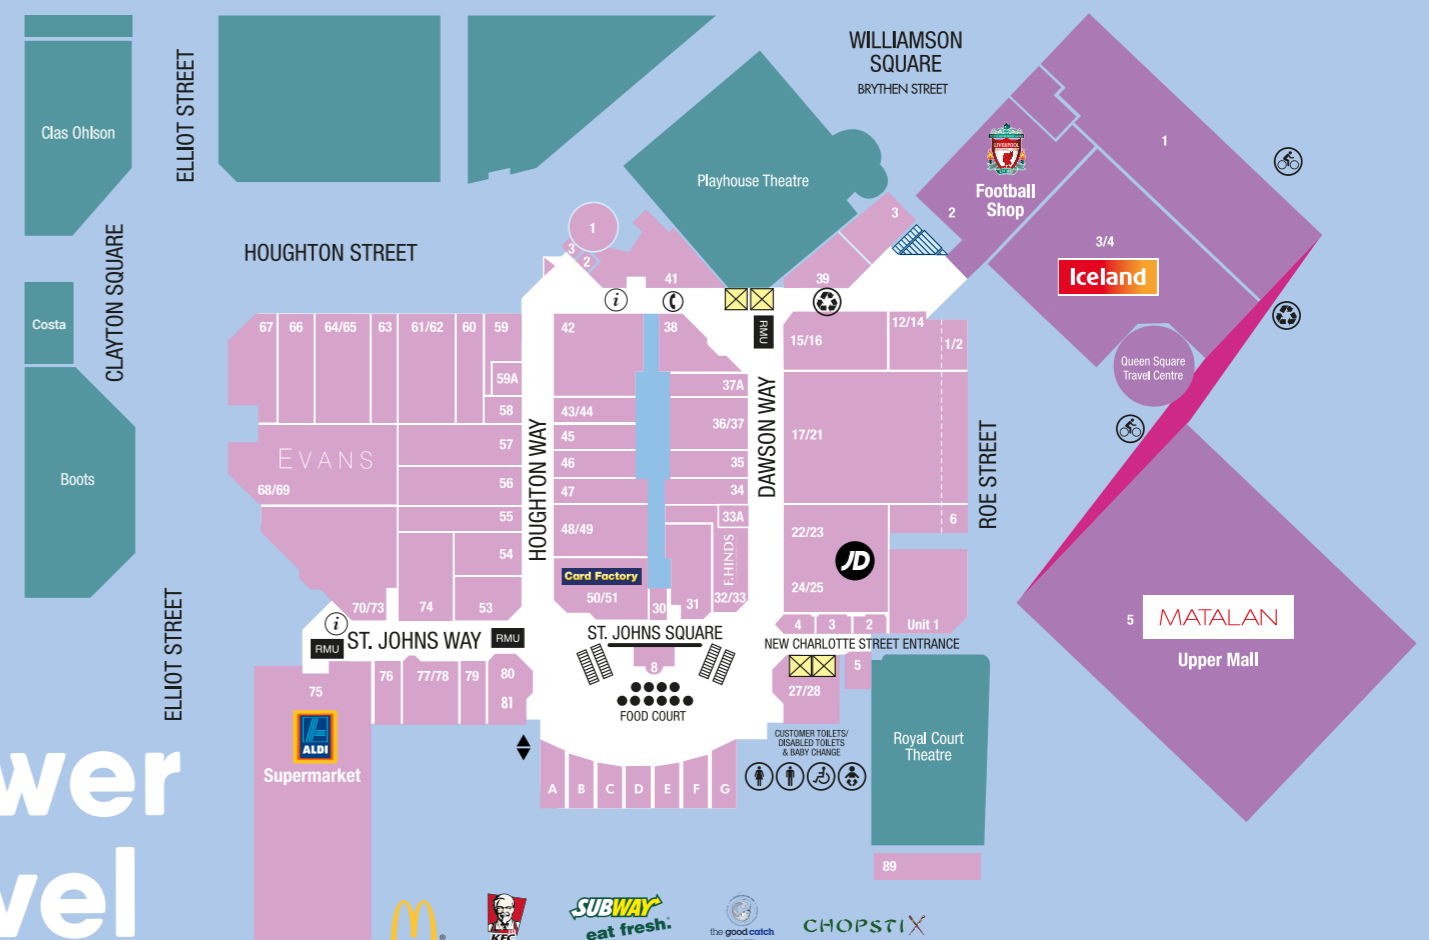 WILLIAMSON
SQUARE
BRYTHEN STREET
ELLIOT STREET
Clas Ohlson
Playhouse Theatre
LIVERPOOL
Football
Shop
1
2
3
3/4
Iceland
CLAYTON SQUARE
HOUGHTON STREET
1
3
2
41
39
i
Costa
67
66
64/65
63
61/62
60
59
42
38
RMU
15/16
12/14
1/2
Queen Square
Travel Centre
59A
37A
58
43/44
36/37
HOUGHTON WAY
DAWSON WAY
ROE STREET
57
45
17/21
EVANS
68/69
46
35
56
47
34
Boots
55
33A
6
48/49
22/23
54
F.HINDS
JD
Card Factory
24/25
50/51
30
31
32/33
70/73
74
53
4
3
2
Unit 1
i
RMU
ST. JOHNS WAY
RMU
ST. JOHNS SQUARE
NEW CHARLOTTE STREET ENTRANCE
5
MATALAN
Upper Mall
ELLIOT STREET
75
76
77/78
79
80
81
8
FOOD COURT
27/28
5
ALDI
Supermarket
CUSTOMER TOILETS/
DISABLED TOILETS
& BABY CHANGE
Royal Court
Theatre
A
B
C
D
E
F
G
wer
vel
89
KFC
SUBWAY
eat fresh.
the good catch
CHOPSTIX